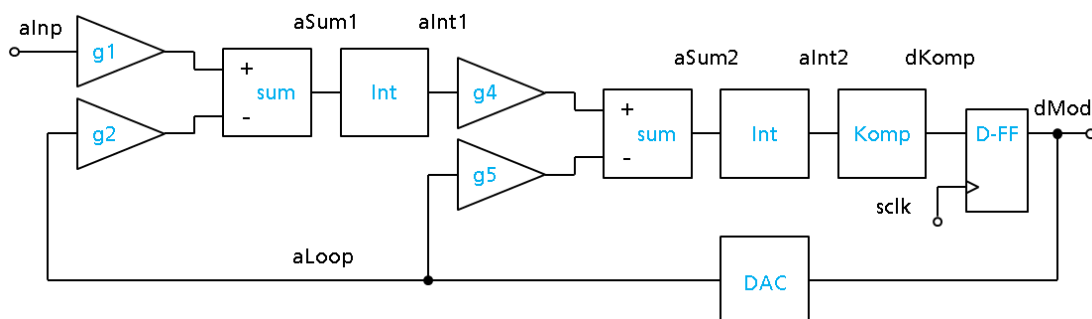 aInp
g1
g2
+
-
sum
aSum1
Int
aInt1
g4
g5
+
-
sum
aSum2
Int
aInt2
Komp
dKomp
D-FF
sclk
dMod
aLoop
DAC